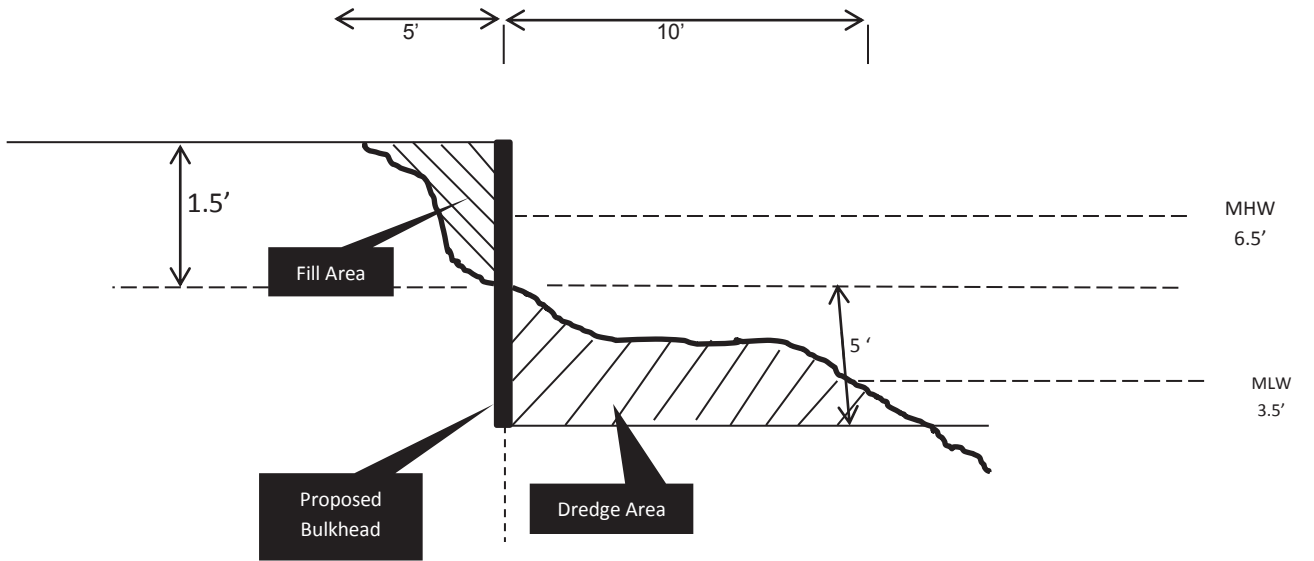 5’
10’
1.5’
MHW
6.5’
Fill Area
5 ‘
MLW
3.5’
Proposed
Bulkhead
Dredge Area